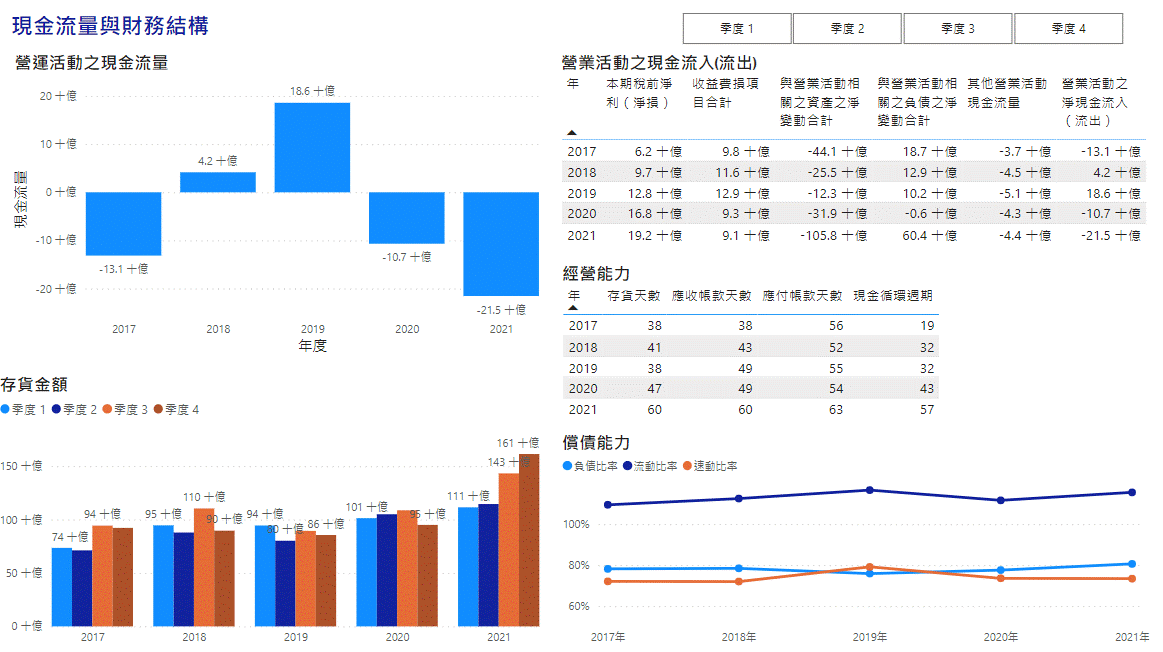 現金流量與財務結構
季度 1
季度 2
季度 3
季度 4
營運活動之現金流量
20 十億
10 十億
0 十億
-10 十億
-20 十億
現金流量
-13.1 十億
4.2 十億
18.6 十億
-10.7 十億
-21.5 十億
2017 2018 2019 2020 2021
年度
營業活動之現金流入(流出)
年 本期稅前淨利（淨損） 收益費損項目合計 與營業活動相關之資產之淨變動合計 與營業活動相關之負債之淨變動合計 其他營業活動現金流量 營業活動之淨現金流入（流出）
2017 6.2 十億 9.8 十億 -44.1 十億 18.7 十億 -3.7 十億 -13.1 十億
2018 9.7 十億 11.6 十億 -25.5 十億 12.9 十億 -4.5 十億 4.2 十億
2019 12.8 十億 12.9 十億 -12.3 十億 10.2 十億 -5.1 十億 18.6 十億
2020 16.8 十億 9.3 十億 -31.9 十億 -0.6 十億 -4.3 十億 -10.7 十億
2021 19.2 十億 9.1 十億 -105.8 十億 60.4 十億 -4.4 十億 -21.5 十億
經營能力
年 存貨天數 應收帳款天數 應付帳款天數 現金循環週期
2017 38 38 56 19
2018 41 43 52 32
2019 38 49 55 32
2020 47 49 54 43
2021 60 60 63 57
存貨金額
季度 1 季度 2 季度 3 季度 4
150 十億
100 十億
50 十億
0 十億
74 十億
94 十億
95 十億
110 十億
90 十億
94 十億
80 十億
86 十億
101 十億
95 十億
111 十億
143 十億
161 十億
2017 2018 2019 2020 2021
償債能力
負債比率 流動比率 速動比率
100%
80%
60%
2017年 2018年 2019年 2020年 2021年